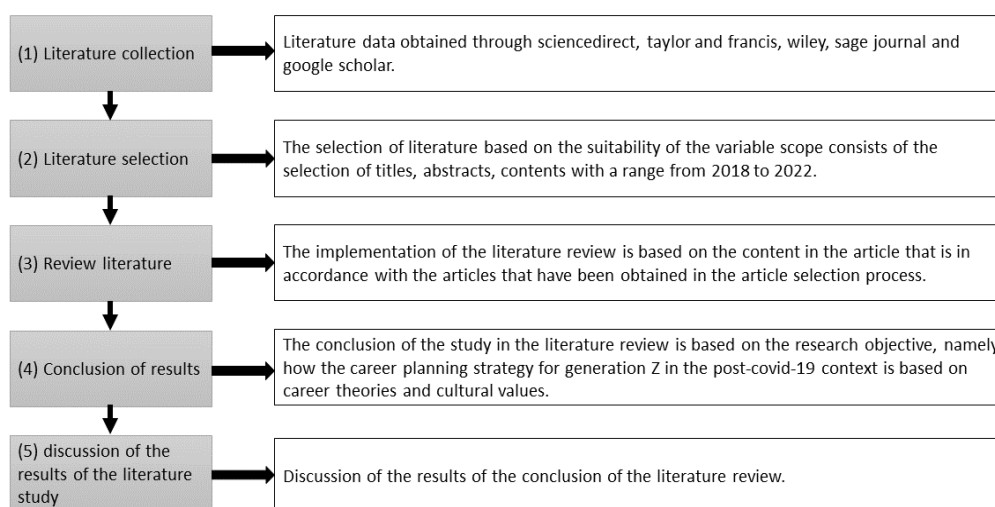 (1) Literature collection
Literature data obtained through sciencedirect, taylor and francis, wiley, sage journal and
google scholar.
(2) Literature selection
The selection of literature based on the suitability of the variable scope consists of the
selection of titles, abstracts, contents with a range from 2018 to 2022.
(3) Review literature
The implementation of the literature review is based on the content in the article that is in
accordance with the articles that have been obtained in the article selection process.
(4) Conclusion of results
The conclusion of the study in the literature review is based on the research objective, namely
how the career planning strategy for generation Z in the post-covid-19 context is based on
career theories and cultural values.
(5) discussion of the
results of the literature
study
Discussion of the results of the conclusion of the literature review.